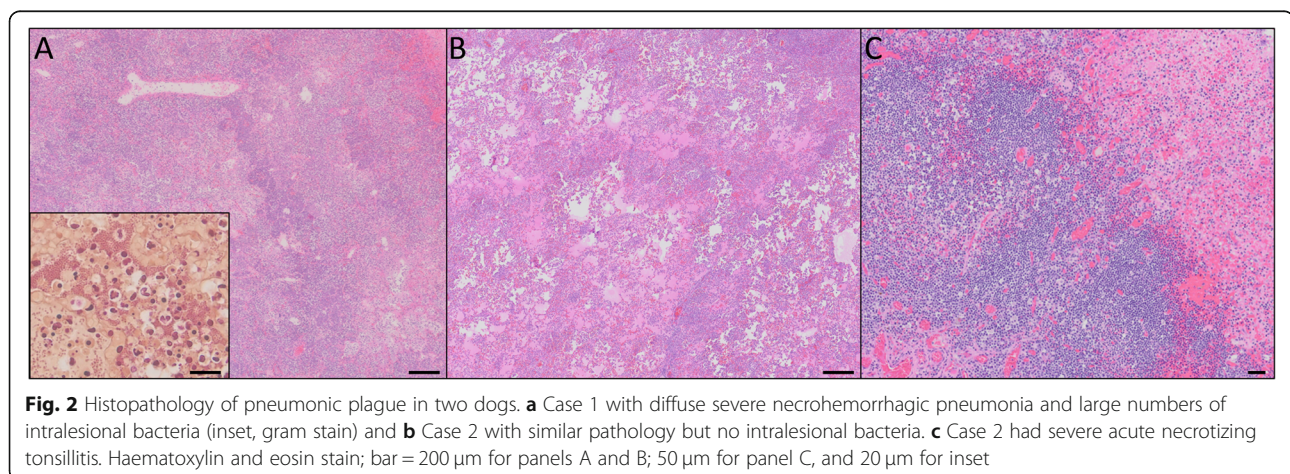 A
B
C
Fig. 2 Histopathology of pneumonic plague in two dogs. a Case 1 with diffuse severe necrohemorrhagic pneumonia and large numbers of
intralesional bacteria (inset, gram stain) and b Case 2 with similar pathology but no intralesional bacteria. c Case 2 had severe acute necrotizing
tonsillitis. Haematoxylin and eosin stain; bar = 200 μm for panels A and B; 50 μm for panel C, and 20 μm for inset